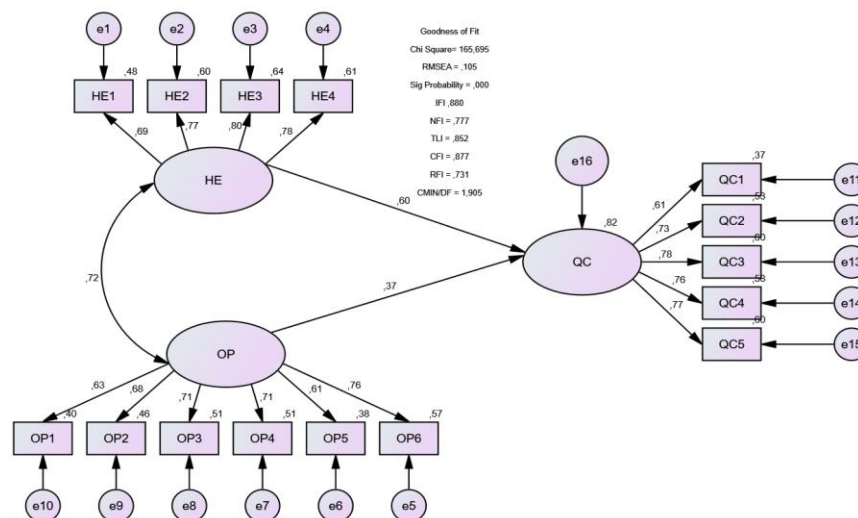 e1 e2 e3 e4
,48 ,60 ,64 ,61
HE1 HE2 HE3 HE4
,69 ,77 ,80 ,78
HE
Goodness of Fit
Chi Square= 165,695
RMSEA = ,105
Sig Probability = ,000
IFI ,880
NFI = ,777
TLI = ,852
CFI = ,877
RFI = ,731
CMIN/DF = 1,905
e16
,60
,82
QC
,72
,37
,37
QC1 e11
,61
,53
QC2 e12
,73
,60
QC3 e13
,78
,58
QC4 e14
,76
,60
QC5 e15
,77
OP
,63 ,68 ,71 ,71 ,61 ,76
,40 ,46 ,51 ,51 ,38 ,57
OP1 OP2 OP3 OP4 OP5 OP6
e10 e9 e8 e7 e6 e5